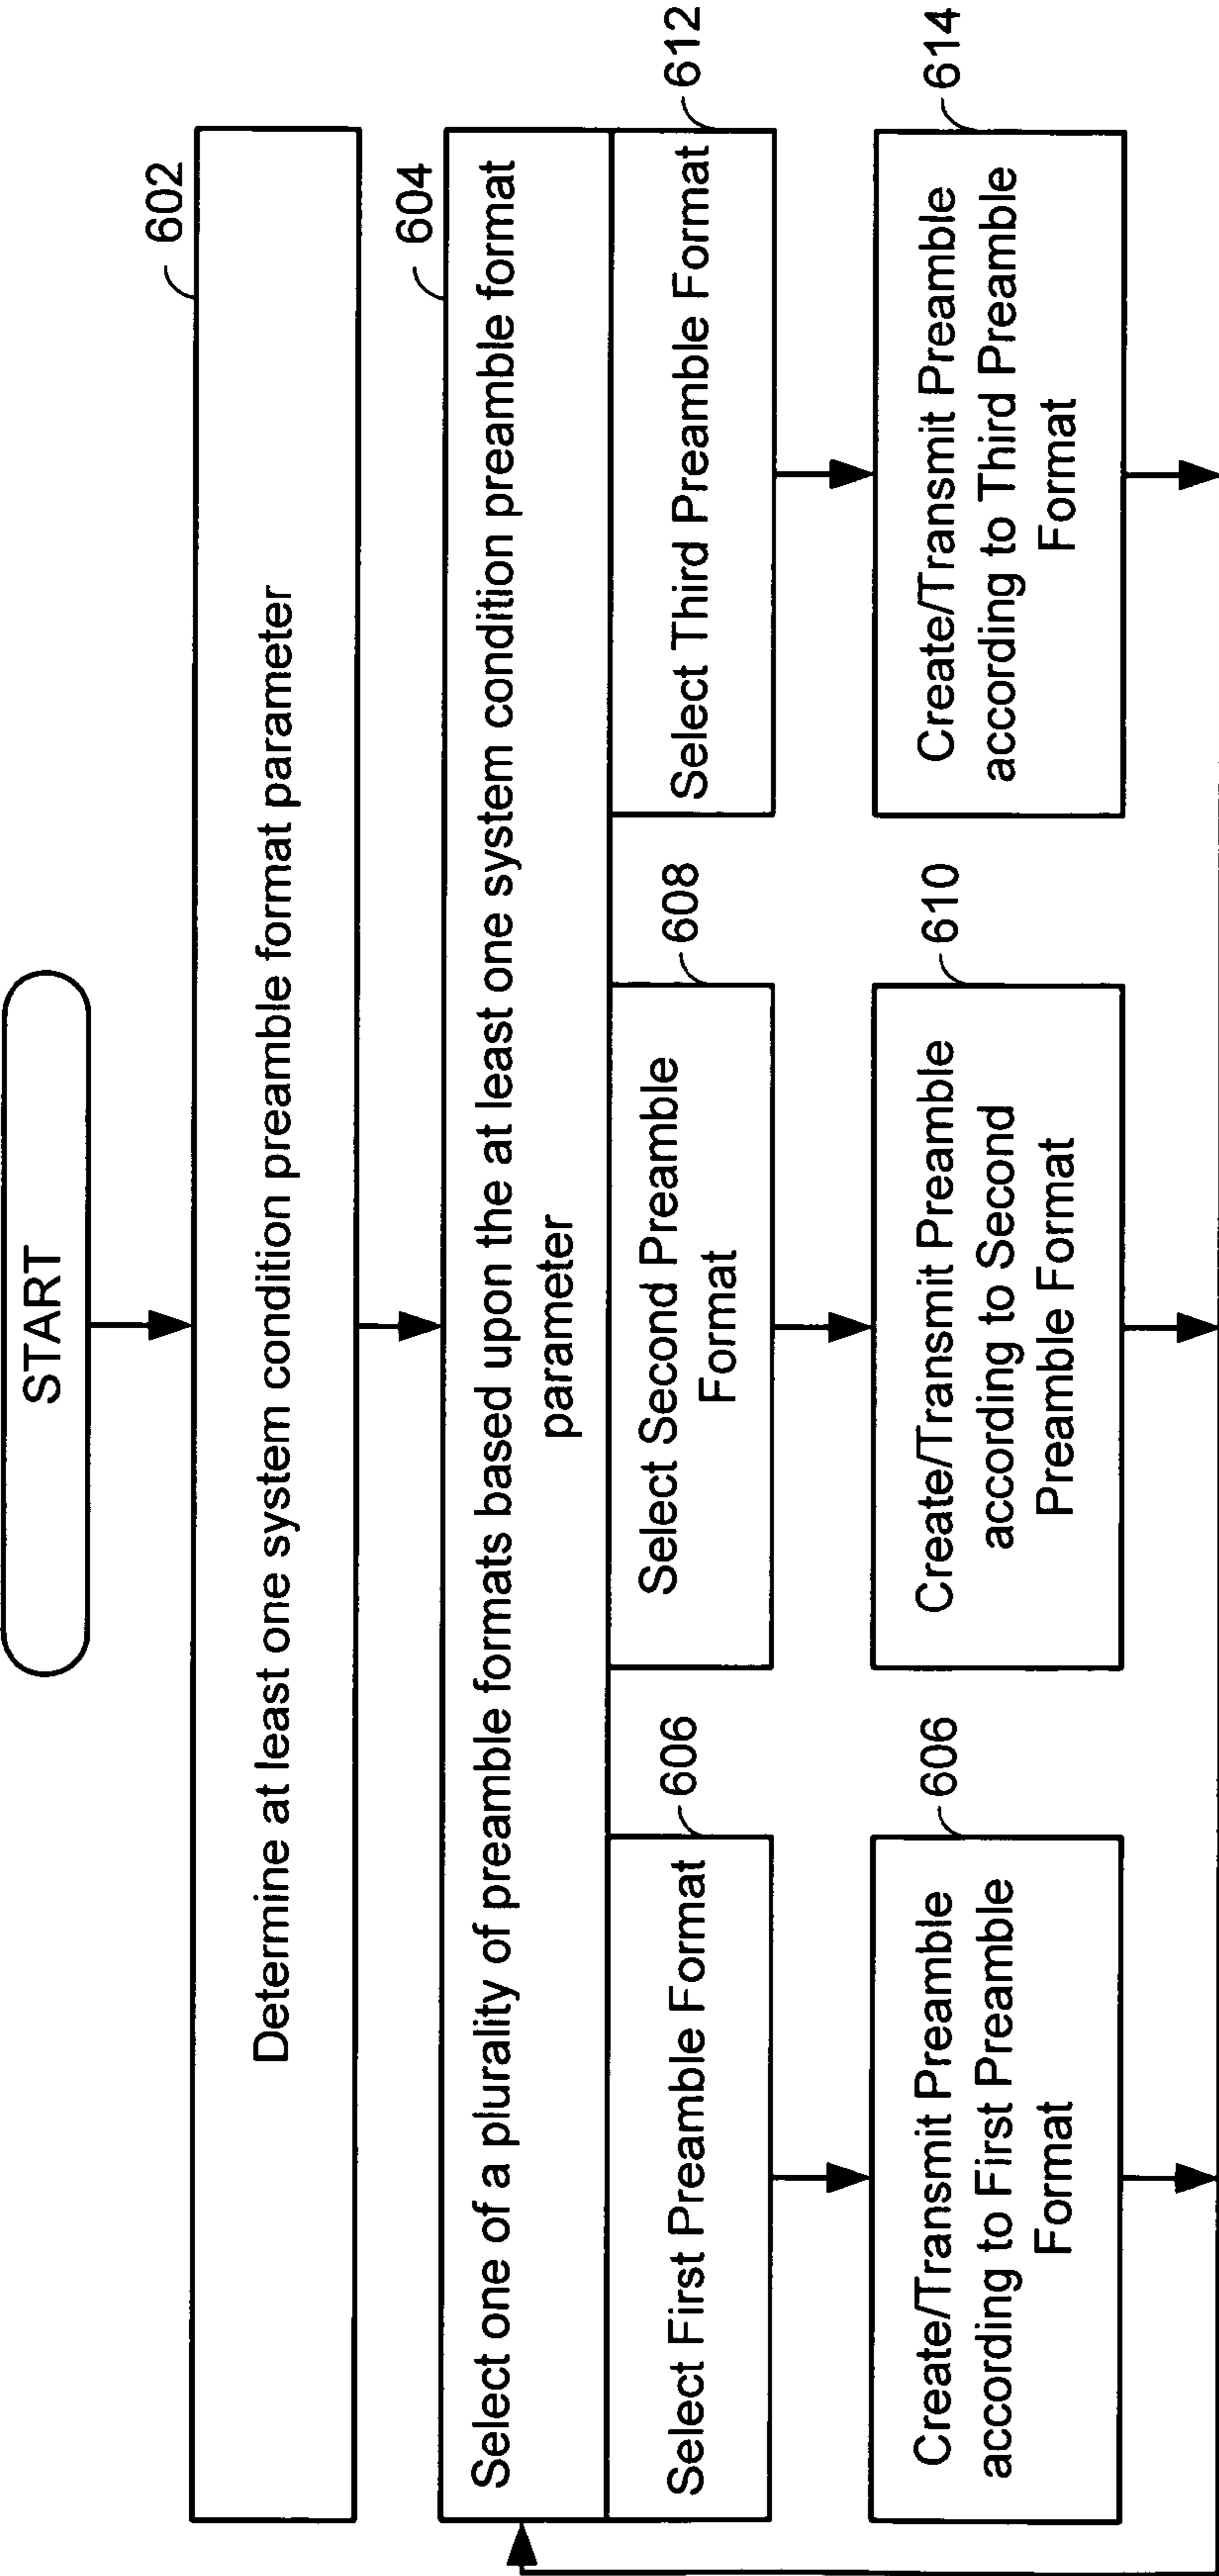 START
602
Determine at least one system condition preamble format parameter
604
Select one of a plurality of preamble formats based upon the at least one system condition preamble format
parameter
606
Select First Preamble Format
608
Select Second Preamble
Format
612
Select Third Preamble Format
606
Create/Transmit Preamble
according to First Preamble
Format
610
Create/Transmit Preamble
according to Second
Preamble Format
614
Create/Transmit Preamble
according to Third Preamble
Format